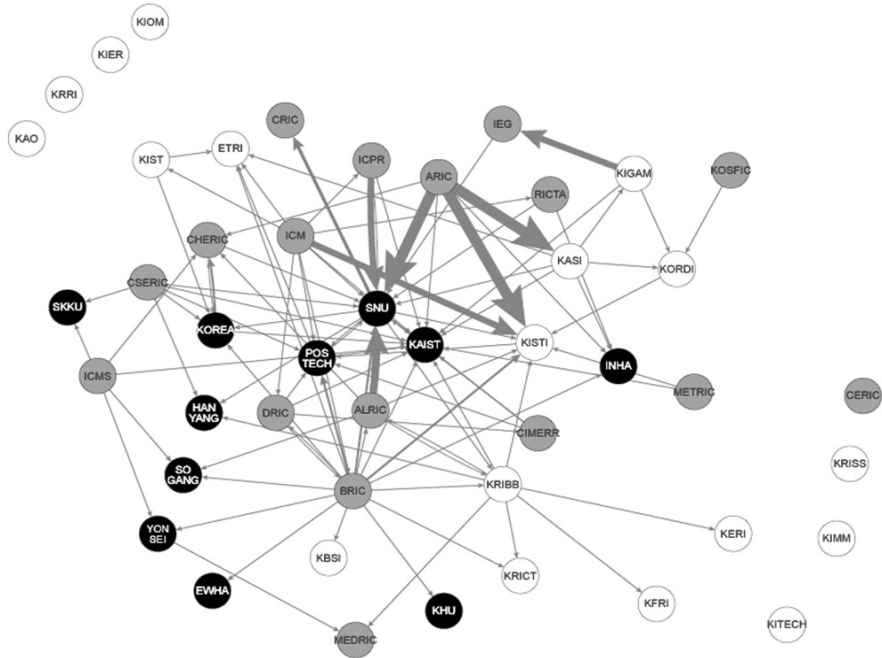 KIOM
KIER
KRRI
KAO
CRIC
IEG
KIST
ETRI
ICPR
ARIC
KIGAM
KOSFIC
RICTA
CHERIC
ICM
KASI
KORDI
CSERIC
SKKU
SNU
KOREA
KAIST
KISTI
POS
TECH
INHA
ICMS
METRIC
CERIC
HAN
YANG
DRIC
ALRIC
CIMERR
KRISS
SO
GANG
BRIC
KRIBB
YON
SEI
KERI
KIMM
KBSI
KRICT
EWHA
KHU
KFRI
KITECH
MEDRIC